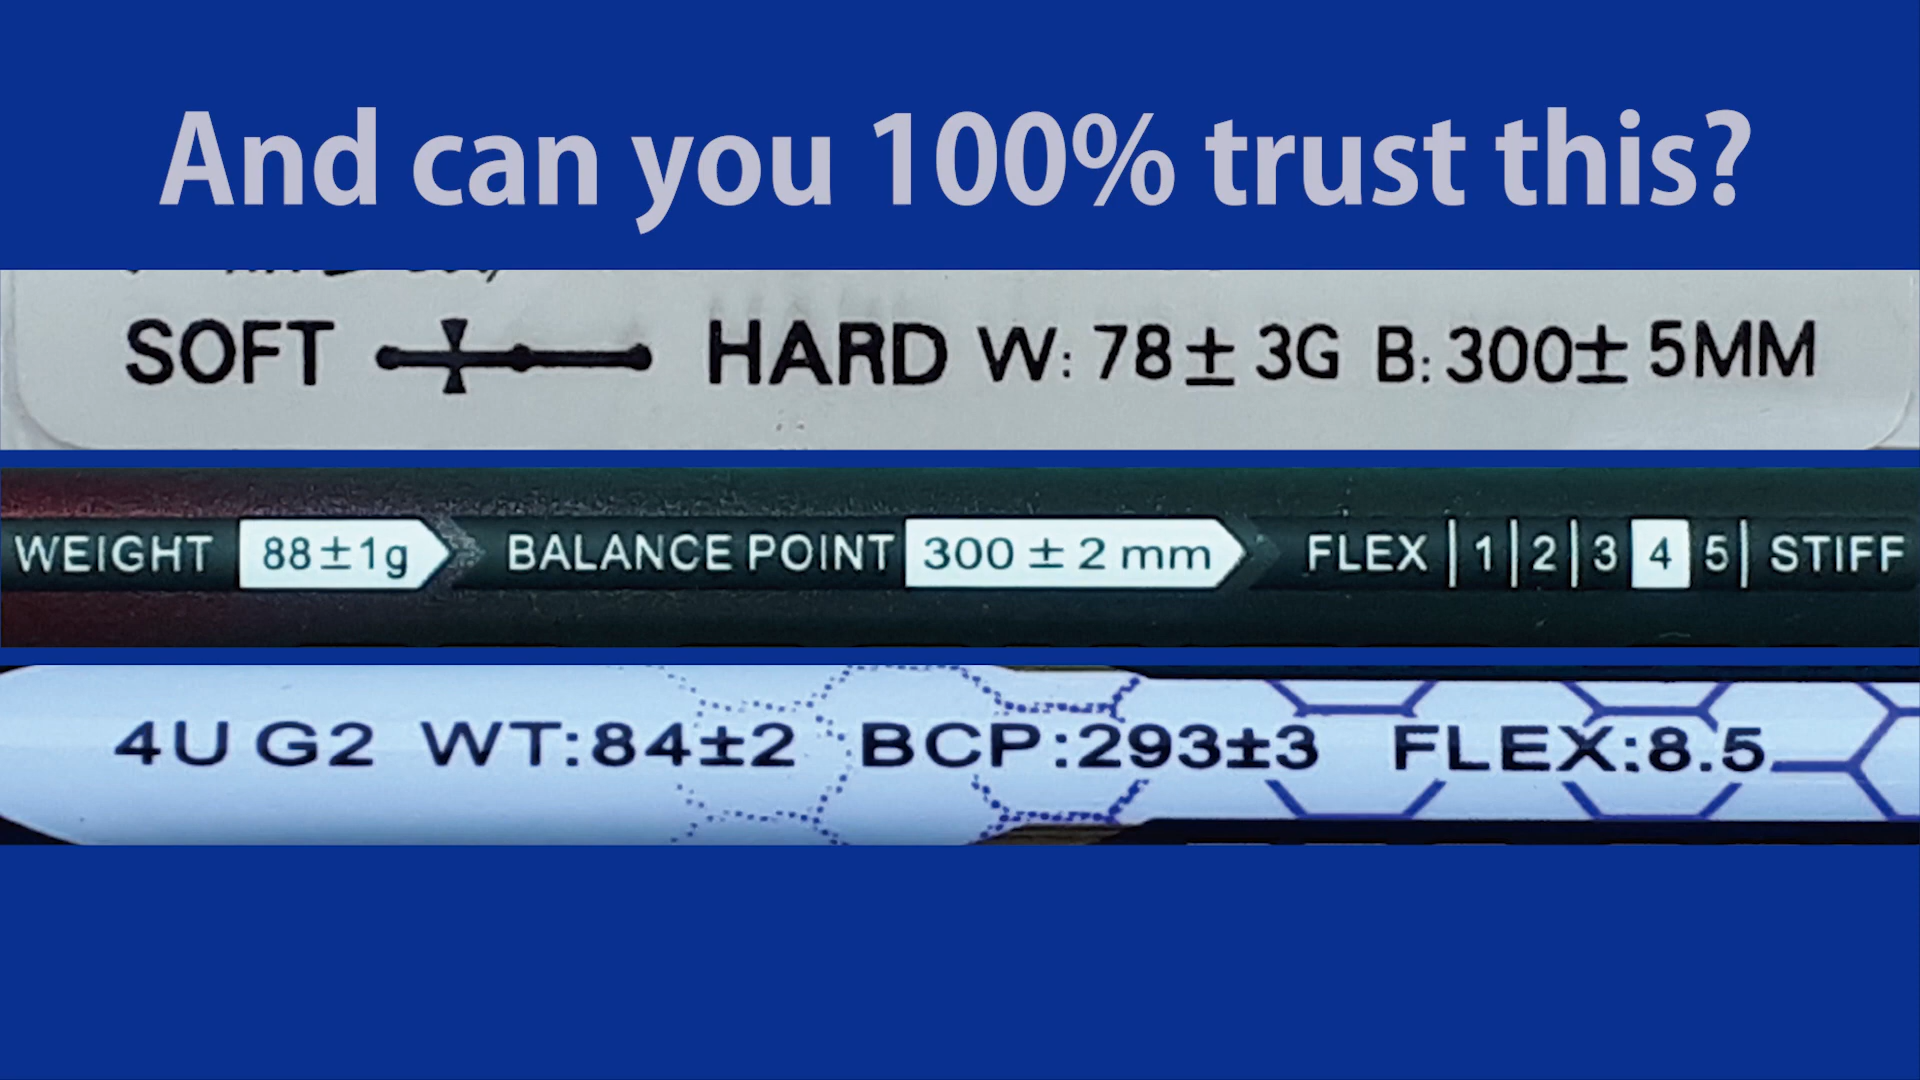 And can you 100% trust this?
SOFT HARD W: 78± 3G B: 300± 5MM
WEIGHT 88±1g BALANCE POINT 300 ± 2 mm FLEX |1|2|3 4 5| STIFF
4U G2 WT:84±2 BCP:293±3 FLEX:8.5